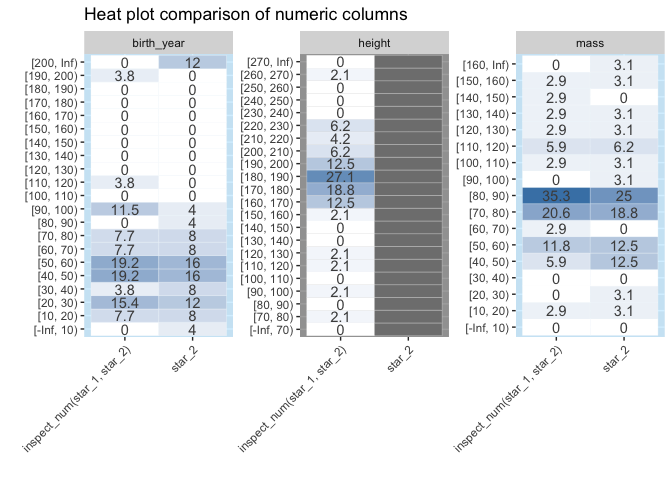 Heat plot comparison of numeric columns
birth_year
[200, Inf) 0 12
[190, 200) 3.8
[180, 190) 0
[170, 180) 0
[160, 170) 0
[150, 160) 0
[140, 150) 0
[130, 140) 0
[120, 130) 0
[110, 120) 3.8 0
[100, 110) 0 0
[90, 100) 11.5 4
[80, 90) 0 4
[70, 80) 7.7 8
[60, 70) 7.7 8
[50, 60) 19.2 16
[40, 50) 19.2 16
[30, 40) 3.8 8
[20, 30) 15.4 12
[10, 20) 7.7 8
[-Inf, 10) 0 4
inspect_num(star_1, star_2)
star_2
height
[270, Inf) 0
[260, 270) 2.1
[250, 260) 0
[240, 250) 0
[230, 240) 0
[220, 230) 6.2
[210, 220) 4.2
[200, 210) 6.2
[190, 200) 12.5
[180, 190) 27.1
[170, 180) 18.8
[160, 170) 12.5
[150, 160) 2.1
[140, 150) 0
[130, 140) 0
[120, 130) 2.1
[110, 120) 2.1
[100, 110) 0
[90, 100) 2.1
[80, 90) 0
[70, 80) 2.1
[-Inf, 70) 0
inspect_num(star_1, star_2)
star_2
mass
[160, Inf) 0 3.1
[150, 160) 2.9 3.1
[140, 150) 2.9 0
[130, 140) 2.9 3.1
[120, 130) 2.9 3.1
[110, 120) 5.9 6.2
[100, 110) 2.9 3.1
[90, 100) 0 3.1
[80, 90) 35.3 25
[70, 80) 20.6 18.8
[60, 70) 2.9 0
[50, 60) 11.8 12.5
[40, 50) 5.9 12.5
[30, 40) 0 0
[20, 30) 0 3.1
[10, 20) 2.9 3.1
[-Inf, 10) 0 0
inspect_num(star_1, star_2)
star_2